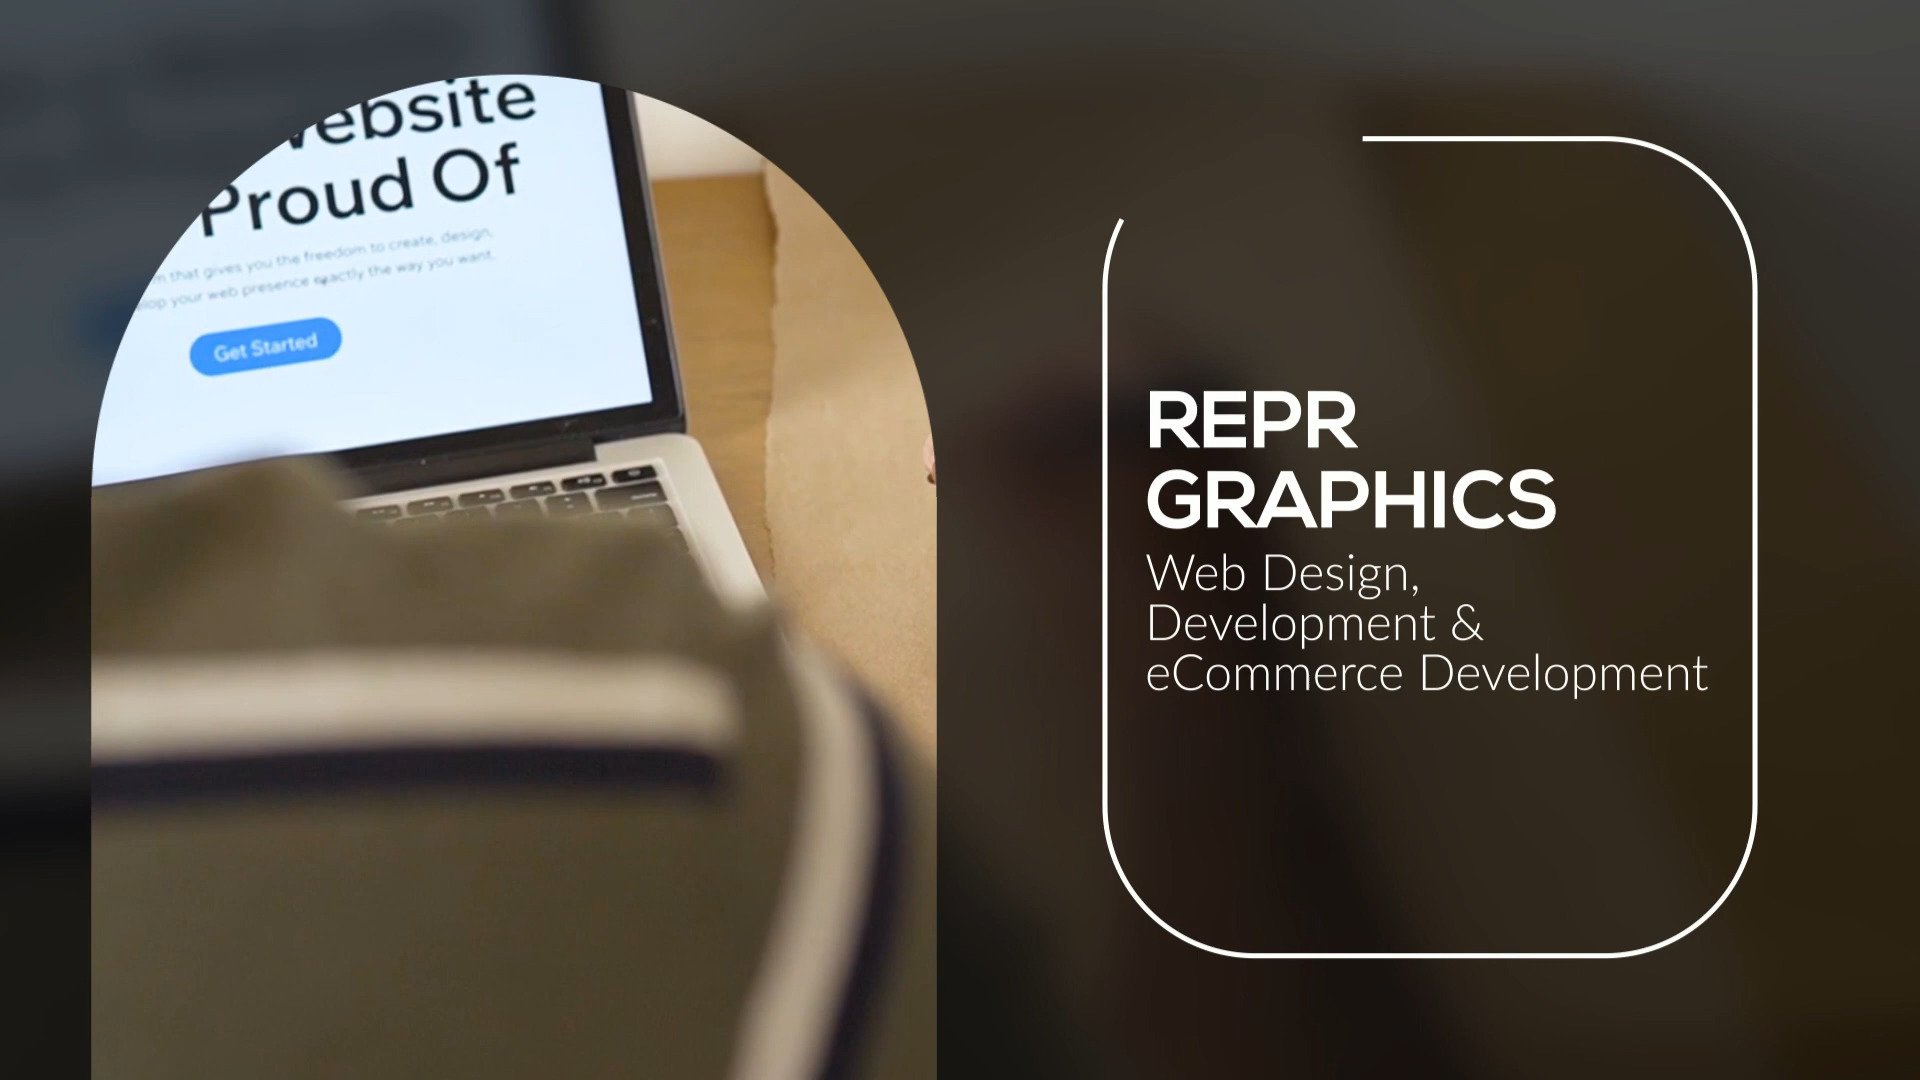 ebsite
Proud Of
that gives you the freedom to create, design,
your web presence exactly the way you want.
Get Started
REPR
GRAPHICS
Web Design,
Development &
eCommerce Development